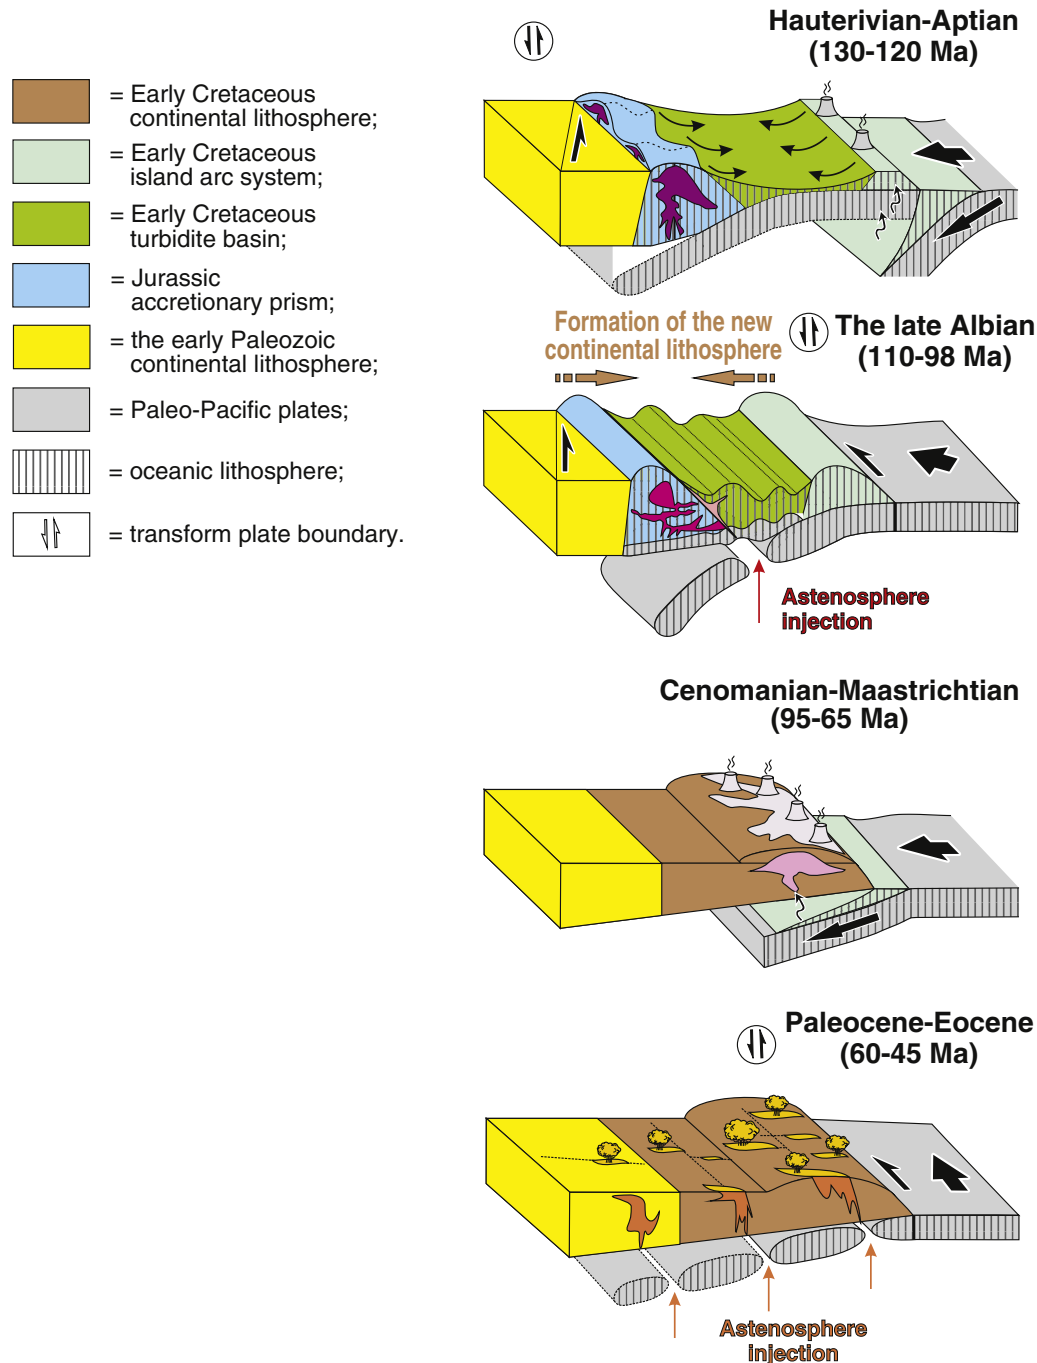 Hauterivian-Aptian
(130-120 Ma)
= Early Cretaceous
continental lithosphere;
= Early Cretaceous
island arc system;
= Early Cretaceous
turbidite basin;
= Jurassic
accretionary prism;
= the early Paleozoic
continental lithosphere;
= Paleo-Pacific plates;
= oceanic lithosphere;
= transform plate boundary.
Formation of the new
continental lithosphere
The late Albian
(110-98 Ma)
Astenosphere
injection
Cenomanian-Maastrichtian
(95-65 Ma)
Paleocene-Eocene
(60-45 Ma)
Astenosphere
injection